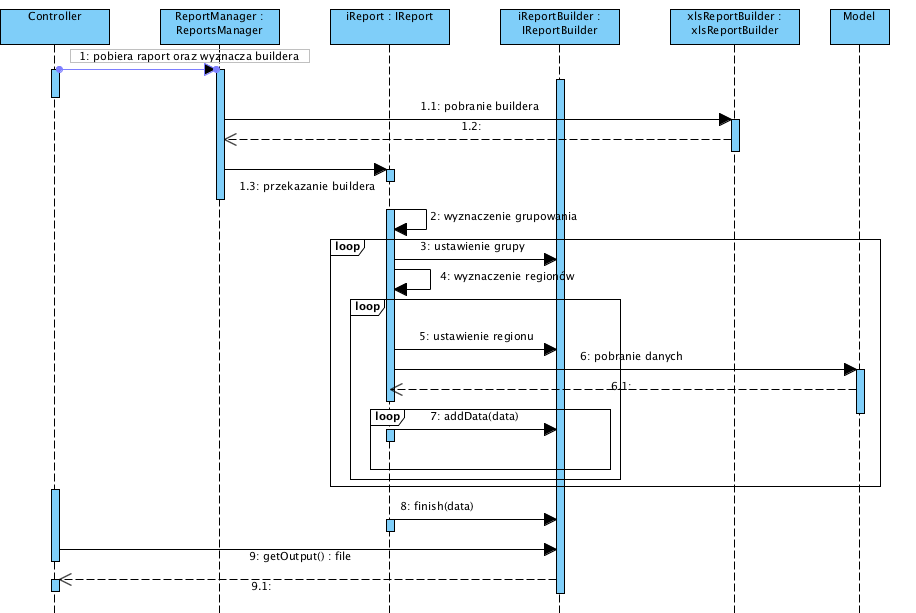 Controller
ReportManager :
ReportsManager
iReport : IReport
iReportBuilder :
IReportBuilder
xlsReportBuilder :
xlsReportBuilder
Model
1: pobiera raport oraz wyznacza buildera
1.1: pobranie buildera
1.2:
1.3: przekazanie buildera
2: wyznaczenie grupowania
loop
3: ustawienie grupy
4: wyznaczenie regionów
loop
5: ustawienie regionu
6: pobranie danych
6.1:
loop
7: addData(data)
8: finish(data)
9: getOutput() : file
9.1: